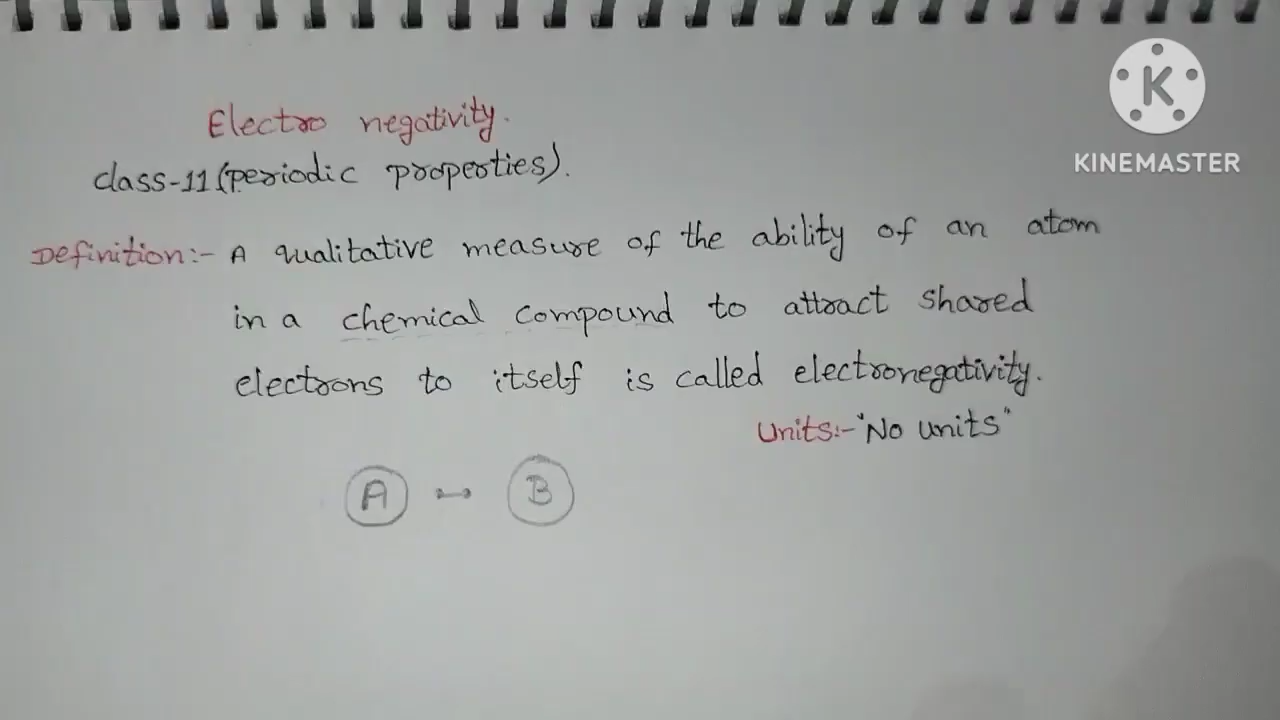 Electro negativity.
class-11 (periodic properties).
Definition:- A qualitative measure of the ability of an atom
in a chemical compound to attract shared
electrons to itself is called electronegativity.
Units:- "No units"
A B
K
KINEMASTER